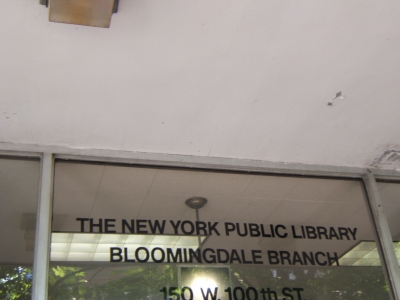 THE NEW YORK PUBLIC LIBRARY
BLOOMINGDALE BRANCH
150 W. 100th ST.